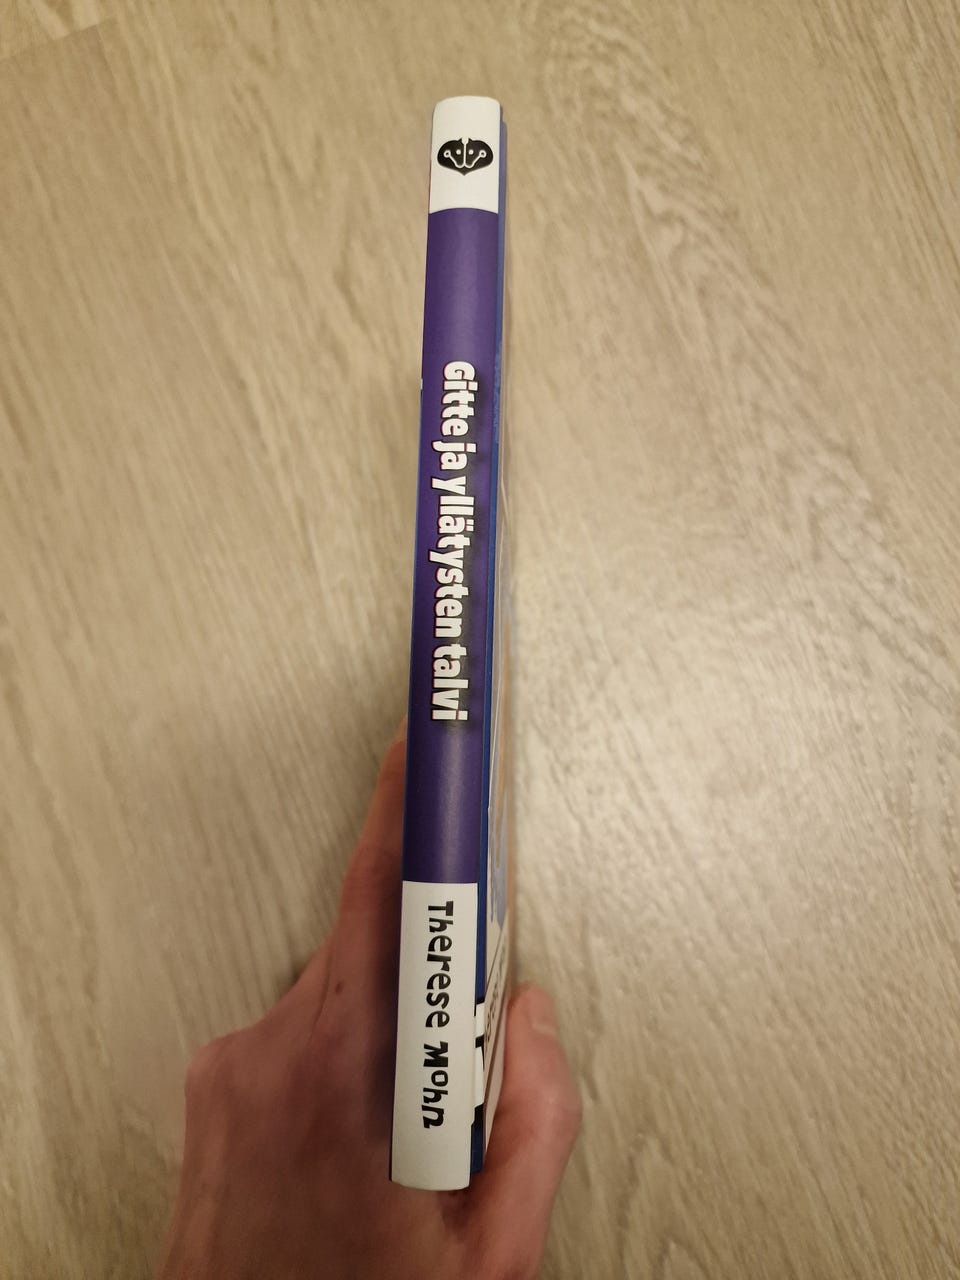 Gitte ja yllätysten talvi
Therese Mohn